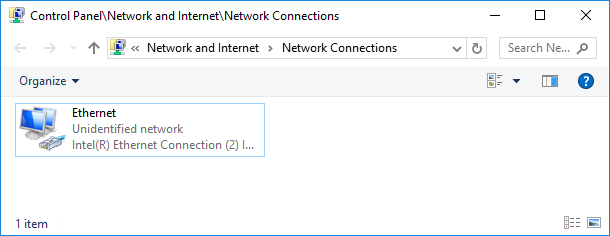 Control Panel\Network and Internet\Network Connections
« Network and Internet > Network Connections
Search Ne...
Organize
?
Ethernet
Unidentified network
Intel(R) Ethernet Connection (2) I...
1 item